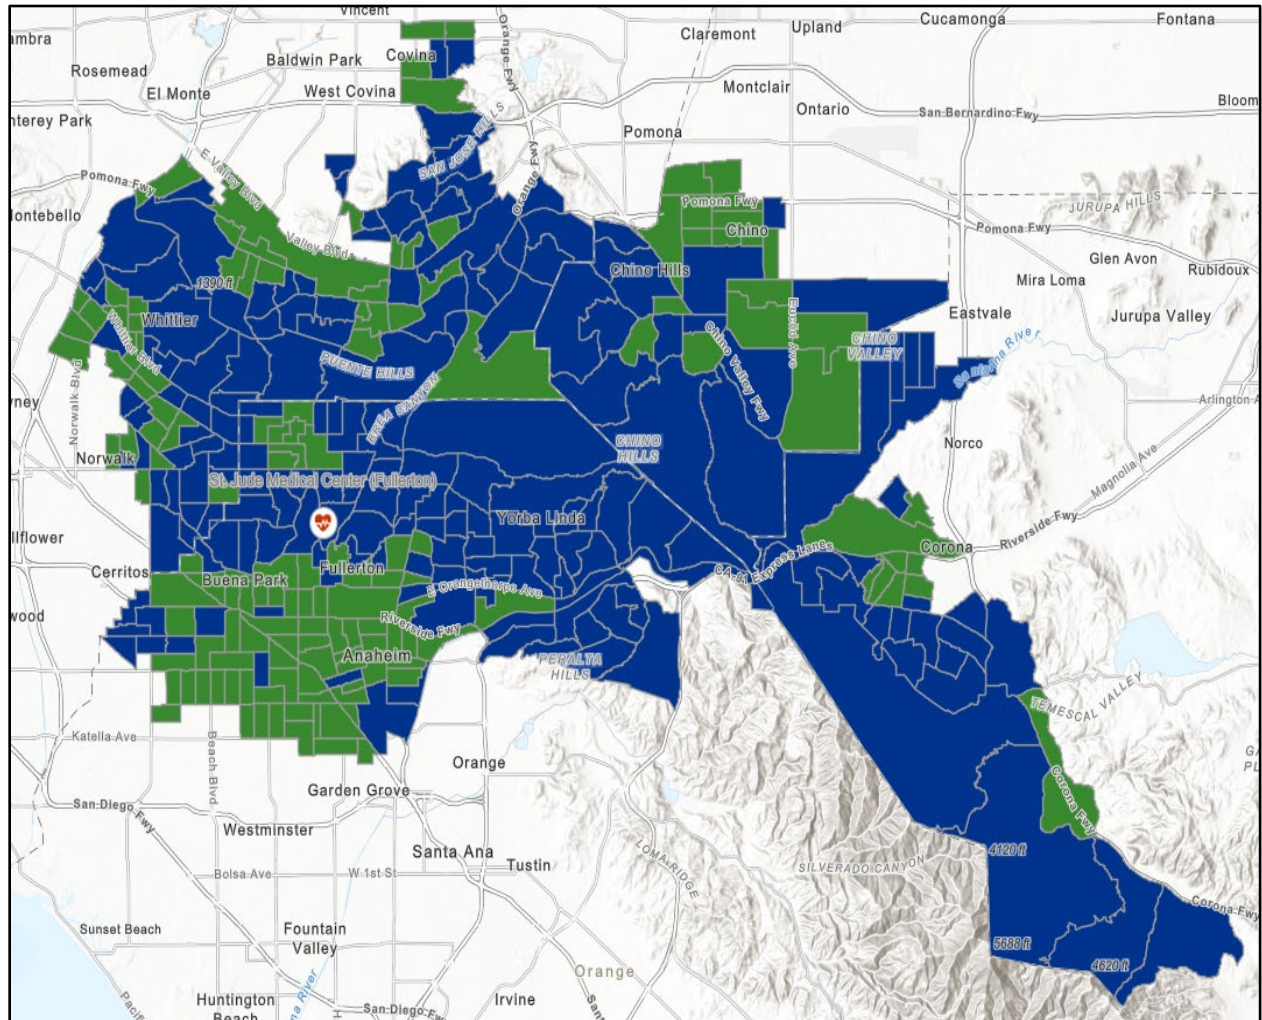 Vincent
Cucamonga
Fontana
Claremont
Upland
ambra
Orange Fwy
Covina
Baldwin Park
Rosemead
El Monte
West Covina
Montclair
Ontario
San Bernardino Fwy
Bloom
nterey Park
Pomona
SAN JOSE HILLS
E Valley Blvd
Orange Fwy
Pomona Fwy
Pomona Fwy
JURUPA HILLS
Montebello
Chino
Pomona Fwy
Valley Blvd
Glen Avon
Chino Hills
Rubidoux
Mira Loma
1390 ft
Eastvale
Jurupa Valley
Whittier
Whittier Blvd
Euclid Ave
CHINO
VALLEY
Chino Valley Fwy
PUENTE HILLS
BREA CANYON
Norwalk Blvd
wney
Arlington A
CHINO
HILLS
Norco
Magnolia Ave
Norwalk
St. Jude Medical Center (Fullerton)
Yorba Linda
Riverside Fwy
llflower
Corona
CA-91 Express Lanes
Cerritos
Buena Park
Fullerton
E Orangethorpe Ave
wood
Riverside Fwy
Anaheim
PERALTA
HILLS
TEMESCAL VALLEY
Katella Ave
Beach Blvd
Orange
Corona Fwy
Garden Grove
San Diego Fwy
Westminster
Santa Ana
Tustin
LOMA RIDGE
SILVERADO CANYON
4120 ft
Bolsa Ave
W 1st St
Corona Fwy
Sunset Beach
Fountain
Valley
5688 ft
4620 ft
Orange
Huntington
Beach
Irvine
San Diego Fw